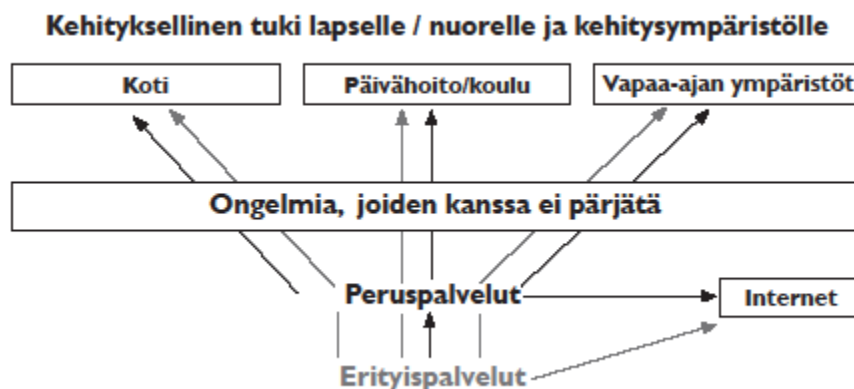 Kehityksellinen tuki lapselle / nuorelle ja kehitysympäristölle
Koti
Päivähoito/koulu
Vapaa-ajan ympäristöt
Ongelmia, joiden kanssa ei pärjätä
Peruspalvelut
Internet
Erityispalvelut